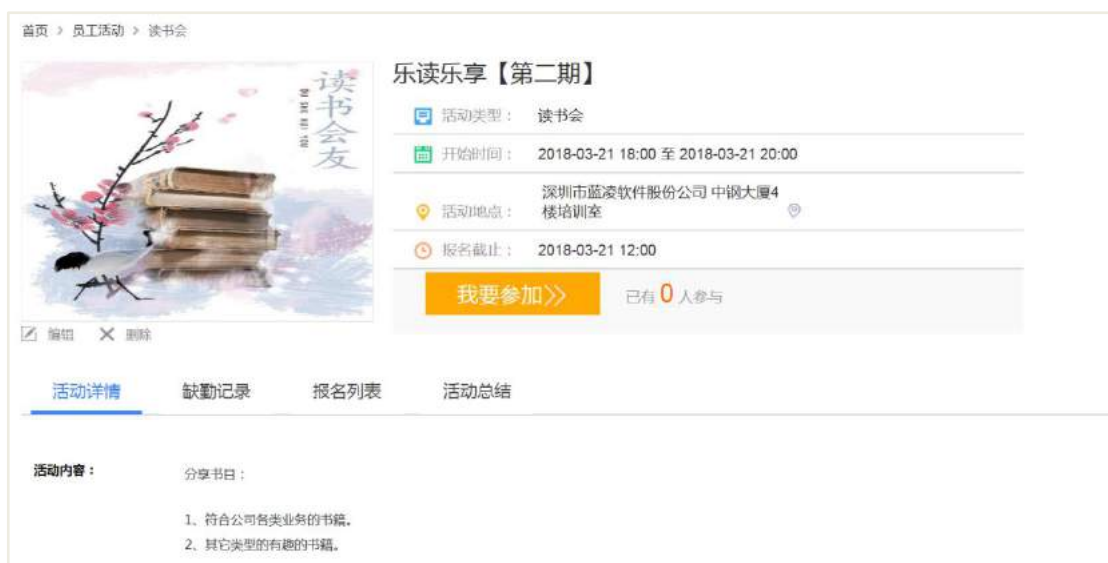 首页 > 员工活动 > 读书会
读书会友
乐读乐享【第二期】
活动类型： 读书会
开始时间： 2018-03-21 18:00 至 2018-03-21 20:00
深圳市蓝凌软件股份公司 中钢大厦4
活动地点： 楼培训室
报名截止： 2018-03-21 12:00
我要参加>> 已有 0 人参与
编辑 删除
活动详情 缺勤记录 报名列表 活动总结
活动内容： 分享书目：
1、符合公司各类业务的书籍。
2、其它类型的有趣的书籍。